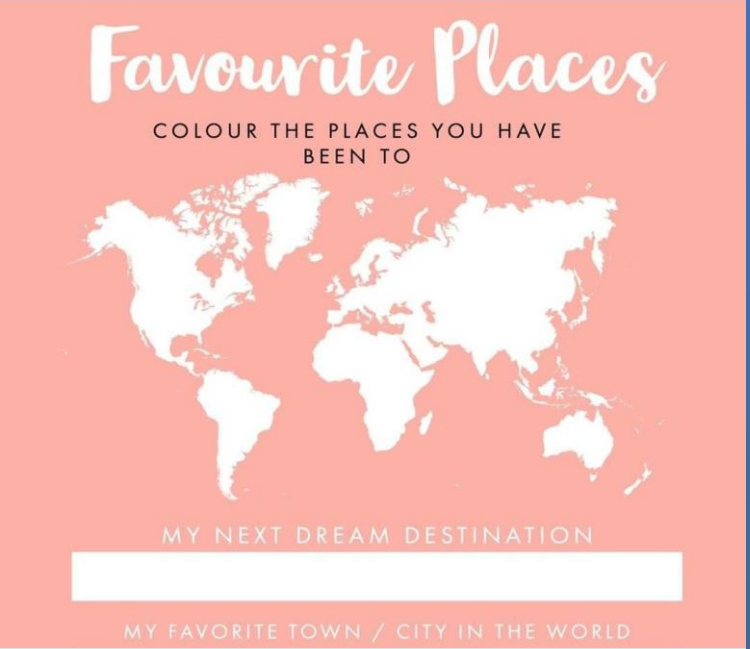 Favourite Places
COLOUR THE PLACES YOU HAVE
BEEN TO
MY NEXT DREAM DESTINATION
MY FAVORITE TOWN / CITY IN THE WORLD